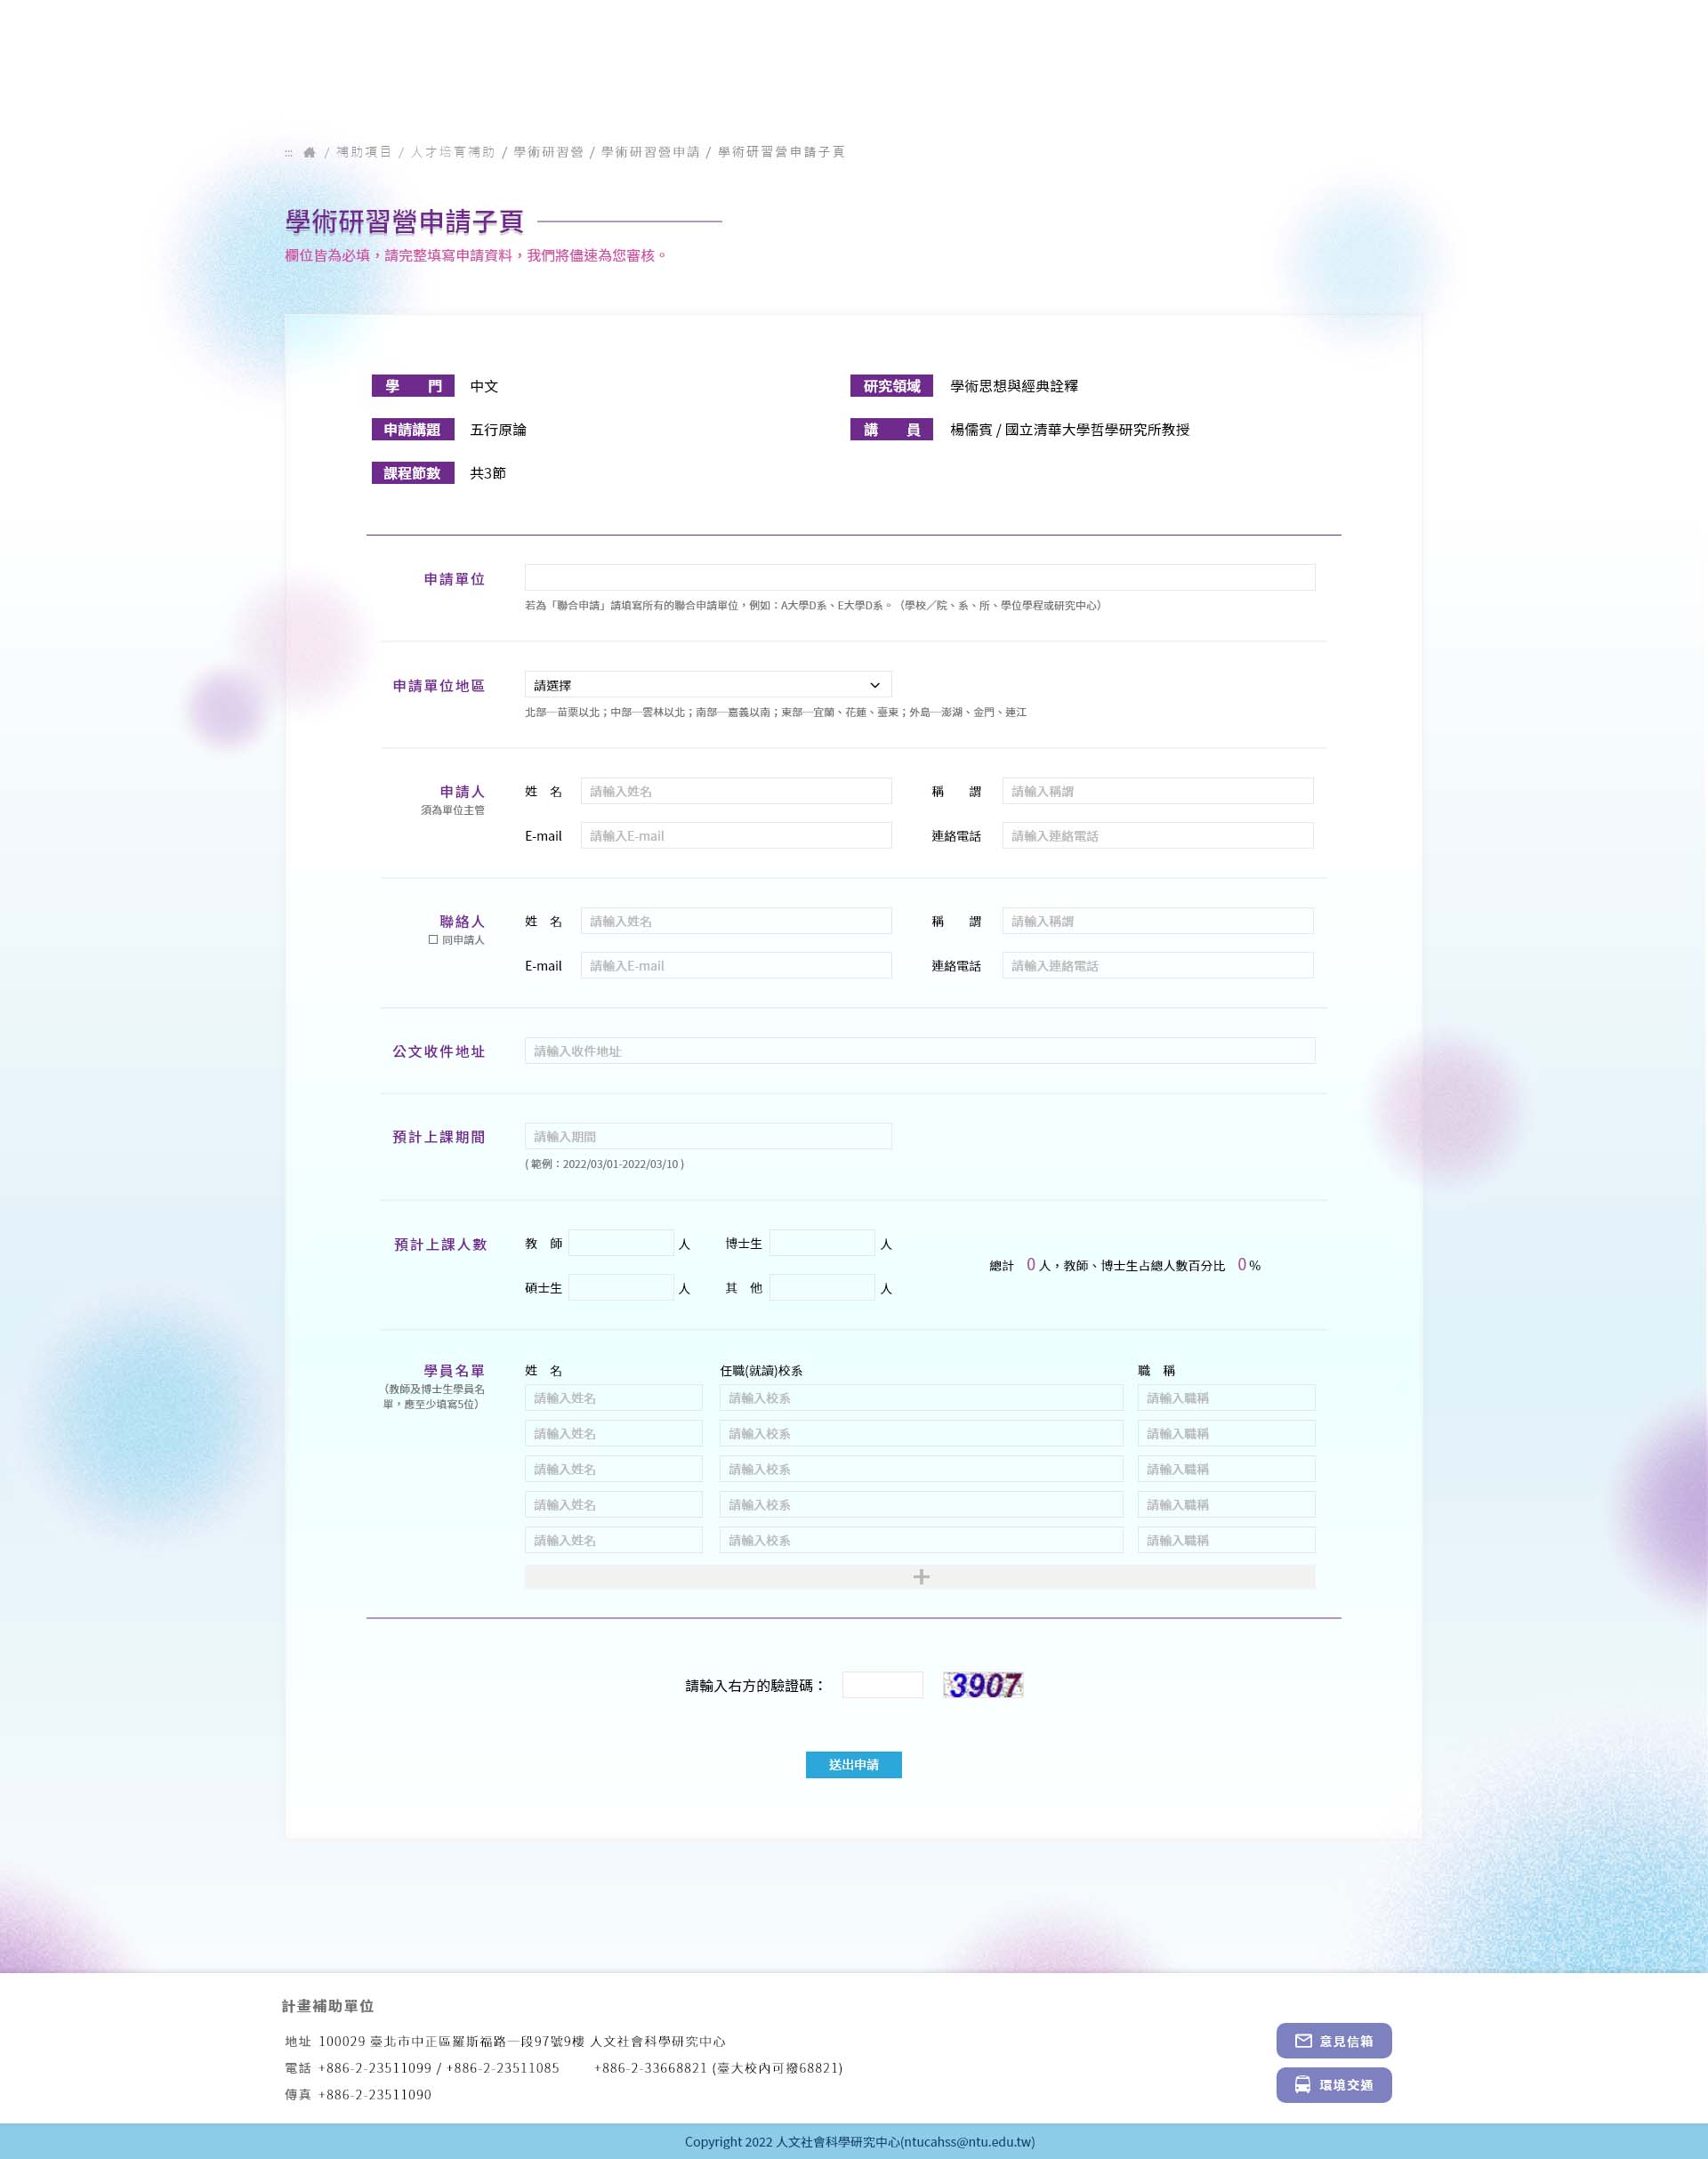 ::: / 補助項目 / 人才培育補助 / 學術研習營 / 學術研習營申請 / 學術研習營申請子頁
學術研習營申請子頁
欄位皆為必填，請完整填寫申請資料，我們將儘速為您審核。
學 門 中文 研究領域 學術思想與經典詮釋
申請講題 五行原論 講 員 楊儒賓 / 國立清華大學哲學研究所教授
課程節數 共3節
申請單位
若為「聯合申請」請填寫所有的聯合申請單位，例如：A大學D系、E大學D系。（學校／院、系、所、學位學程或研究中心）
申請單位地區 請選擇
北部─苗栗以北；中部─雲林以北；南部─嘉義以南；東部─宜蘭、花蓮、臺東；外島─澎湖、金門、連江
申請人 姓 名 請輸入姓名 稱 謂 請輸入稱謂
須為單位主管
E-mail 請輸入E-mail 連絡電話 請輸入連絡電話
聯絡人 姓 名 請輸入姓名 稱 謂 請輸入稱謂
同申請人
E-mail 請輸入E-mail 連絡電話 請輸入連絡電話
公文收件地址 請輸入收件地址
預計上課期間 請輸入期間
( 範例：2022/03/01-2022/03/10 )
預計上課人數 教 師 人 博士生 人
總計 0 人，教師、博士生占總人數百分比 0 %
碩士生 人 其 他 人
學員名單 姓 名 任職(就讀)校系 職 稱
（教師及博士生學員名
單，應至少填寫5位）
請輸入姓名 請輸入校系 請輸入職稱
請輸入姓名 請輸入校系 請輸入職稱
請輸入姓名 請輸入校系 請輸入職稱
請輸入姓名 請輸入校系 請輸入職稱
請輸入姓名 請輸入校系 請輸入職稱
+
請輸入右方的驗證碼： 3907
送出申請
計畫補助單位
地址 100029 臺北市中正區羅斯福路一段97號9樓 人文社會科學研究中心
電話 +886-2-23511099 / +886-2-23511085 +886-2-33668821 (臺大校內可撥68821)
傳真 +886-2-23511090
意見信箱
環境交通
Copyright 2022 人文社會科學研究中心(ntucahss@ntu.edu.tw)